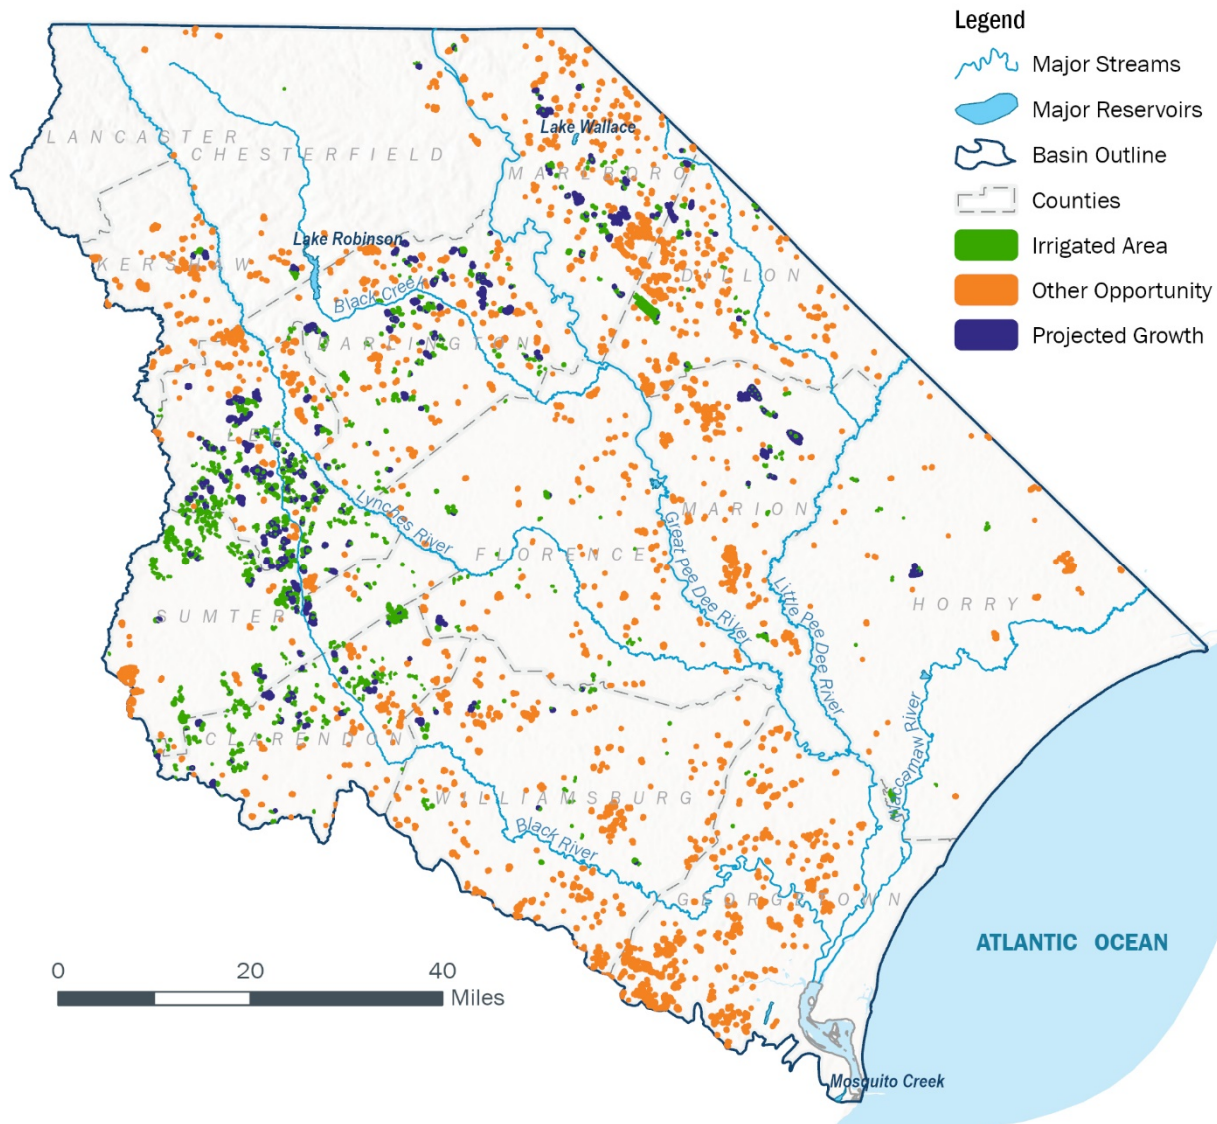 Legend
Major Streams
Major Reservoirs
Basin Outline
Counties
Irrigated Area
Other Opportunity
Projected Growth
LANCASTER
CHESTERFIELD
Lake Wallace
MARLBORO
Lake Robinson
KERSHAW
Black Creek
DILLON
DARLINGTON
LEE
Lynches River
MARION
Great pee Dee River
FLORENCE
Little Pee Dee River
HORRY
SUMTER
Waccamaw River
CLARENDON
WILLIAMSBURG
Black River
GEORGETOWN
ATLANTIC OCEAN
0 20 40
Miles
Mosquito Creek